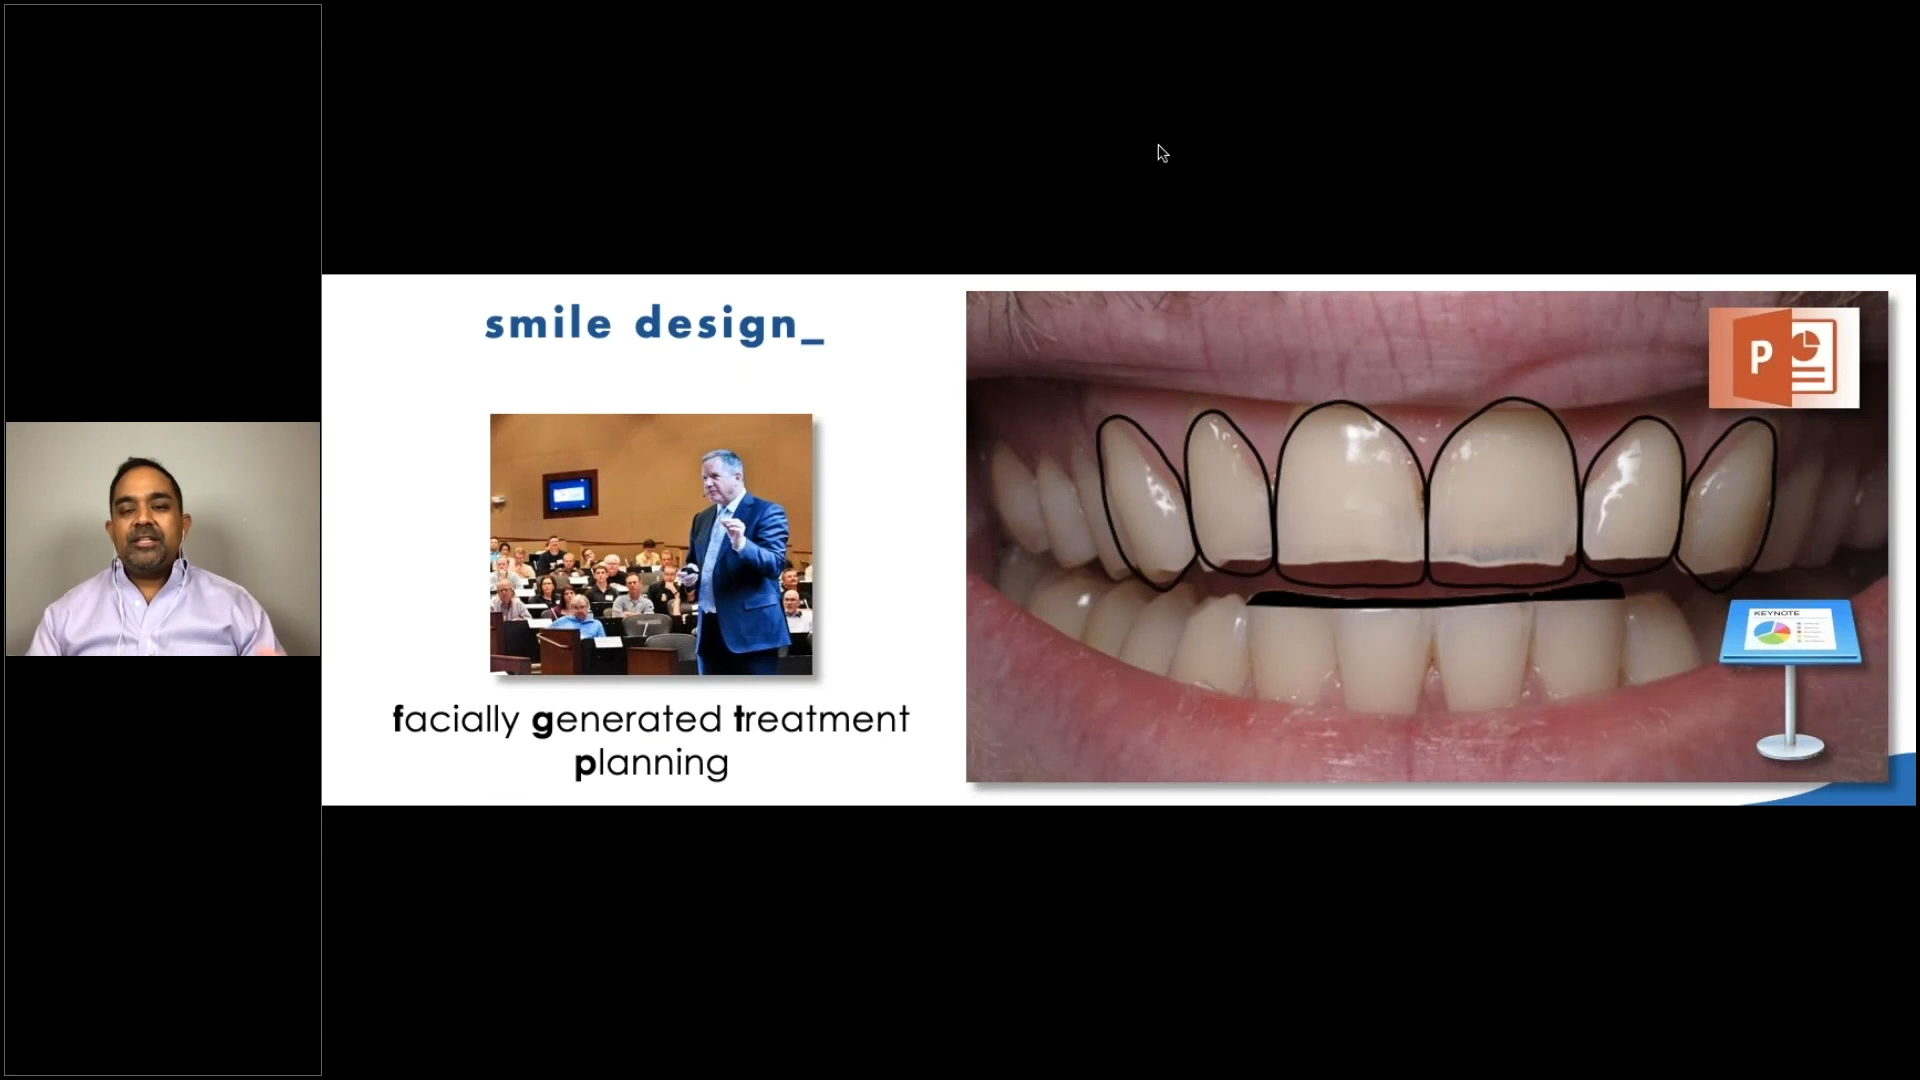 smile design_
facially generated treatment
planning
P
KEYNOTE